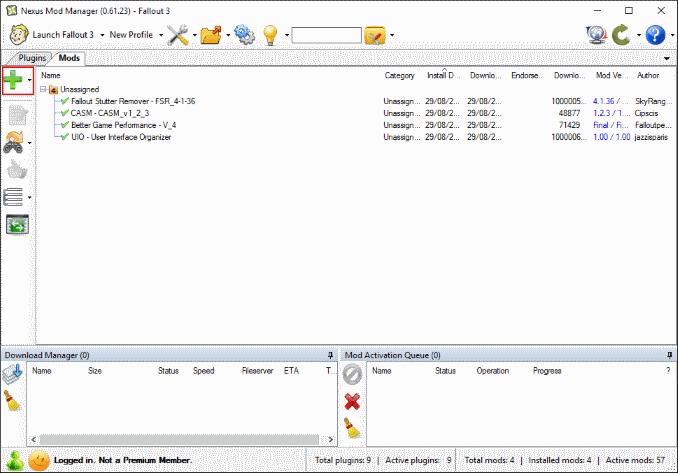 Nexus Mod Manager (0.61.23) - Fallout 3
Launch Fallout 3 New Profile
Plugins Mods
Name Category Install D... Downlo... Endorse... Downlo... Mod Ve... Author
Unassigned
Fallout Stutter Remover - FSR_4-1-36 Unassign... 29/08/2... 29/08/2... 1000005... 4.1.36 / ... SkyRang...
CASM - CASM_v1_2_3 Unassign... 29/08/2... 29/08/2... 48877 1.2.3 / 1.... Cipscis
Better Game Performance - V_4 Unassign... 29/08/2... 29/08/2... 71429 Final / Fi... Falloutpe...
UIO - User Interface Organizer Unassign... 29/08/2... 29/08/2... 1000006... 1.00 / 1.00 jazzisparis
Download Manager (0) Mod Activation Queue (0)
Name Size Status Speed Fileserver ETA T... Name Status Operation Progress ?
Logged in. Not a Premium Member. Total plugins: 9 | Active plugins: 9 Total mods: 4 | Installed mods: 4 | Active mods: 57